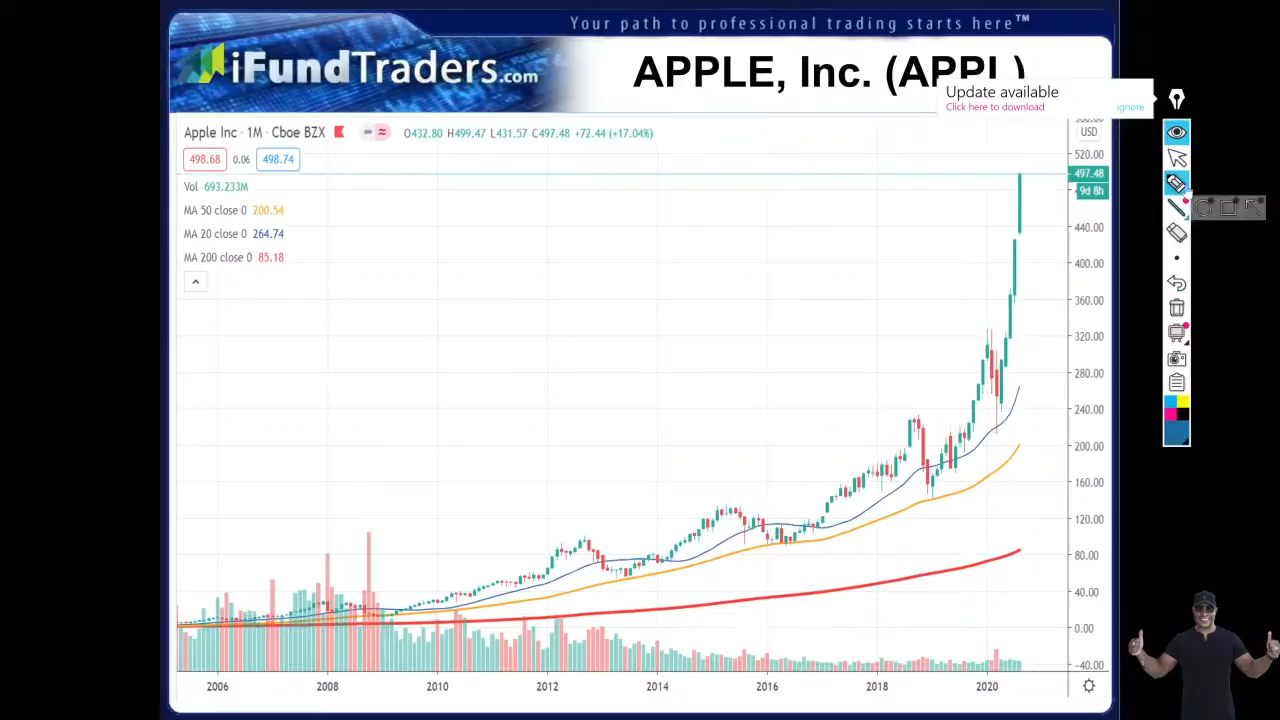 Your path to professional trading starts here™
iFundTraders.com
APPLE, Inc. (APPL)
Update available
Click here to download
ignore
Apple Inc · 1M · Cboe BZX
O432.80 H499.47 L431.57 C497.48 +72.44 (+17.04%)
USD
498.68 0.06 498.74
Vol 693.233M
MA 50 close 0 200.54
MA 20 close 0 264.74
MA 200 close 0 85.18
520.00
497.48
9d 8h
440.00
400.00
360.00
320.00
280.00
240.00
200.00
160.00
120.00
80.00
40.00
0.00
-40.00
2006 2008 2010 2012 2014 2016 2018 2020